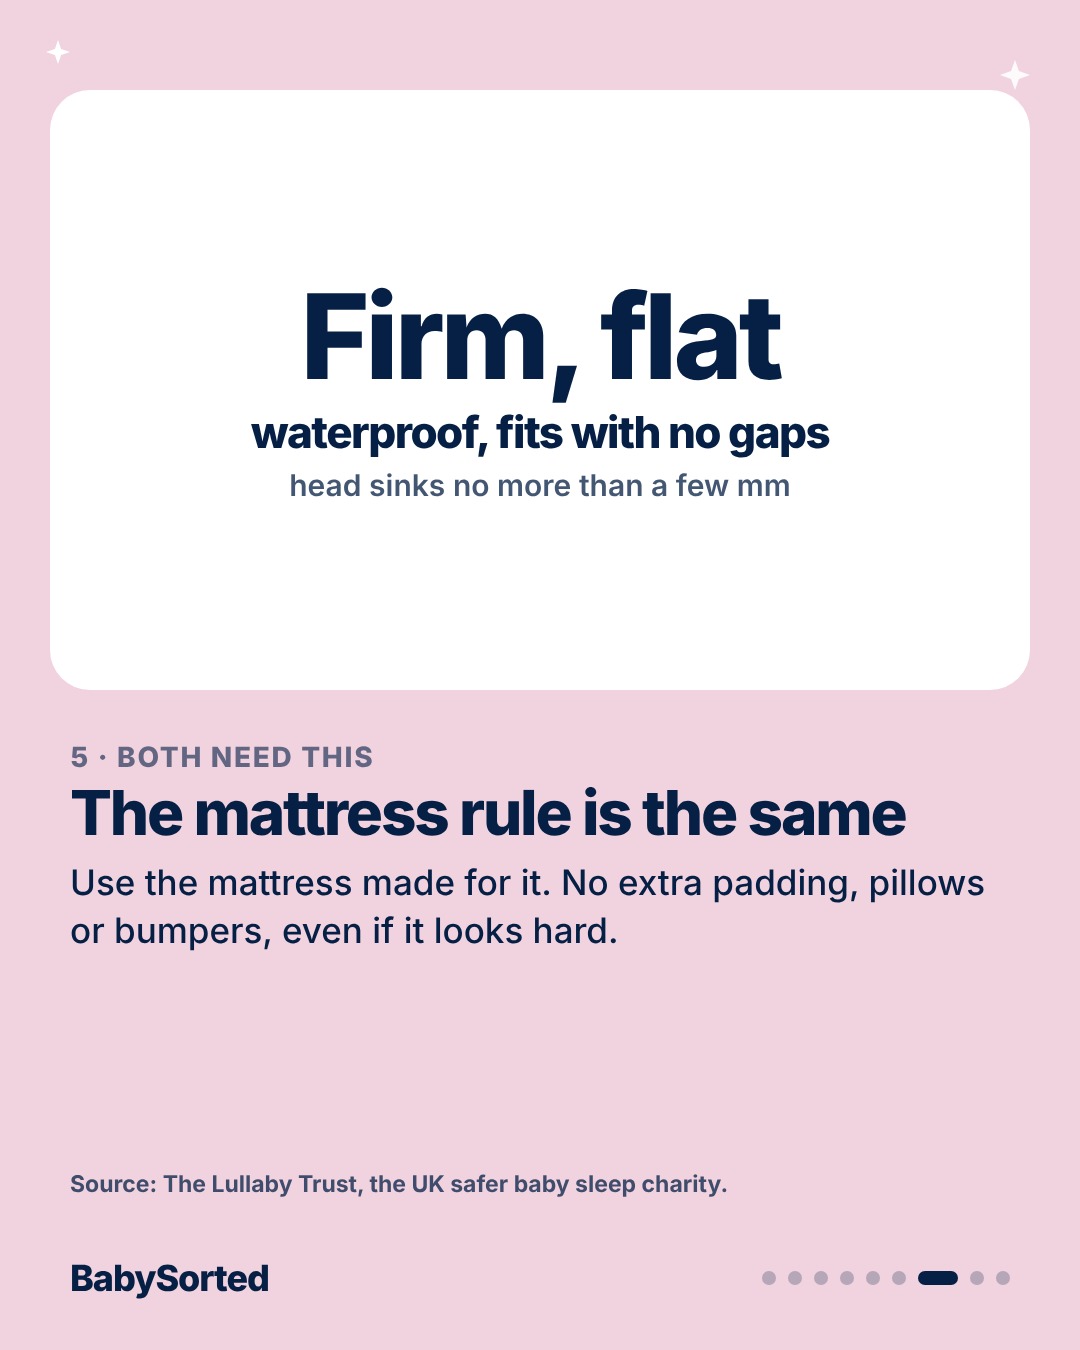 Firm, flat
waterproof, fits with no gaps
head sinks no more than a few mm
5 · BOTH NEED THIS
The mattress rule is the same
Use the mattress made for it. No extra padding, pillows
or bumpers, even if it looks hard.
Source: The Lullaby Trust, the UK safer baby sleep charity.
BabySorted